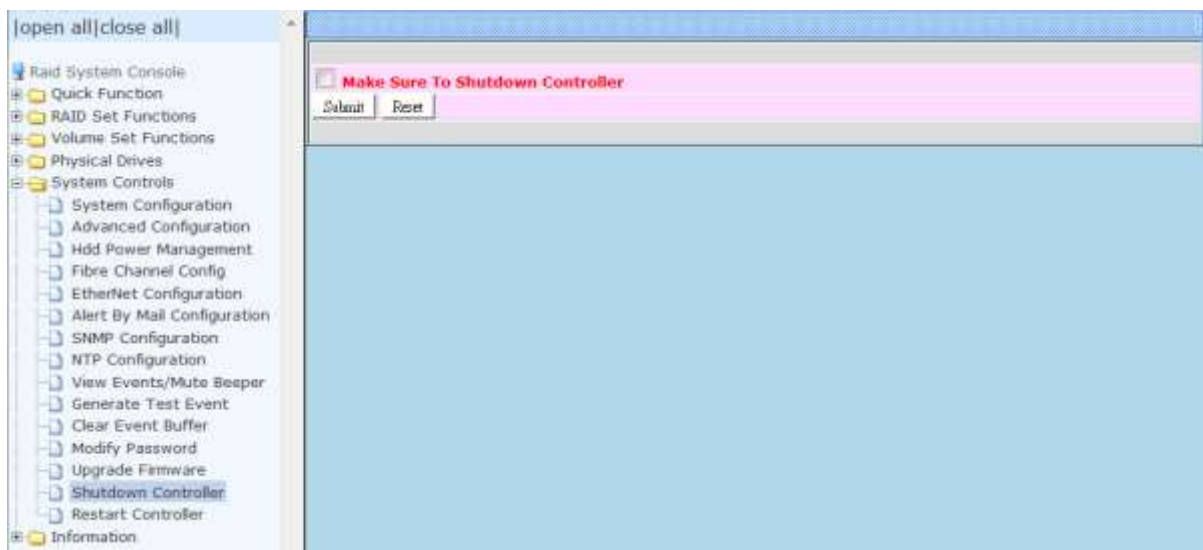 |open all|close all|
Raid System Console
Quick Function
RAID Set Functions
Volume Set Functions
Physical Drives
System Controls
System Configuration
Advanced Configuration
Hdd Power Management
Fibre Channel Config
EtherNet Configuration
Alert By Mail Configuration
SNMP Configuration
NTP Configuration
View Events/Mute Beeper
Generate Test Event
Clear Event Buffer
Modify Password
Upgrade Firmware
Shutdown Controller
Restart Controller
Information
Make Sure To Shutdown Controller
Submit Reset